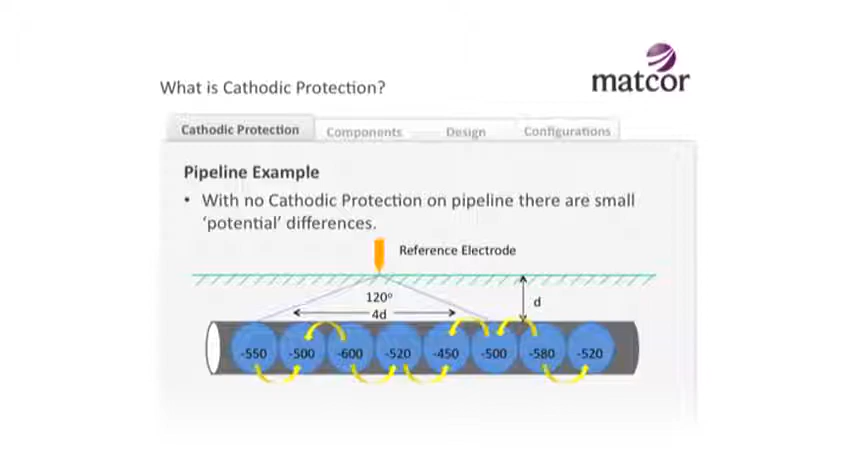 matcor
What is Cathodic Protection?
Cathodic Protection Components Design Configurations
Pipeline Example
• With no Cathodic Protection on pipeline there are small
‘potential’ differences.
Reference Electrode
120°
4d
d
-550 -500 -600 -520 -450 -500 -580 -520